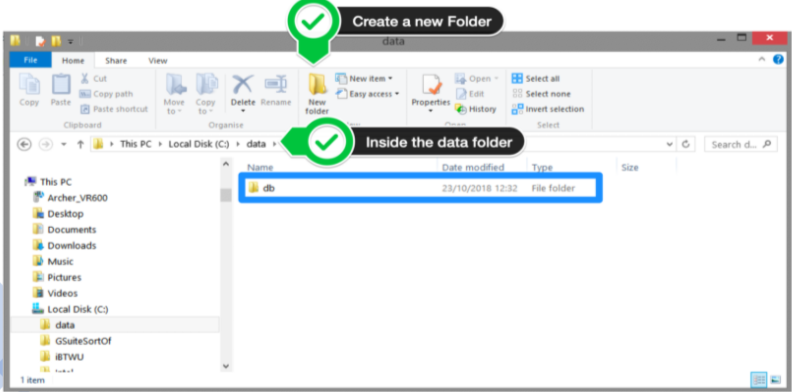 Create a new Folder
data
File Home Share View
Copy
Paste
Cut
Copy path
Paste shortcut
Clipboard
Move to
Copy to
Delete
Rename
Organise
New folder
New item
Easy access
Properties
Open
Edit
History
Open
Select all
Select none
Invert selection
Select
This PC Local Disk (C:) data
Inside the data folder
Search d...
Name Date modified Type Size
db 23/10/2018 12:32 File folder
This PC
Archer_VR600
Desktop
Documents
Downloads
Music
Pictures
Videos
Local Disk (C:)
data
GSuiteSortOf
iBTWU
1 item